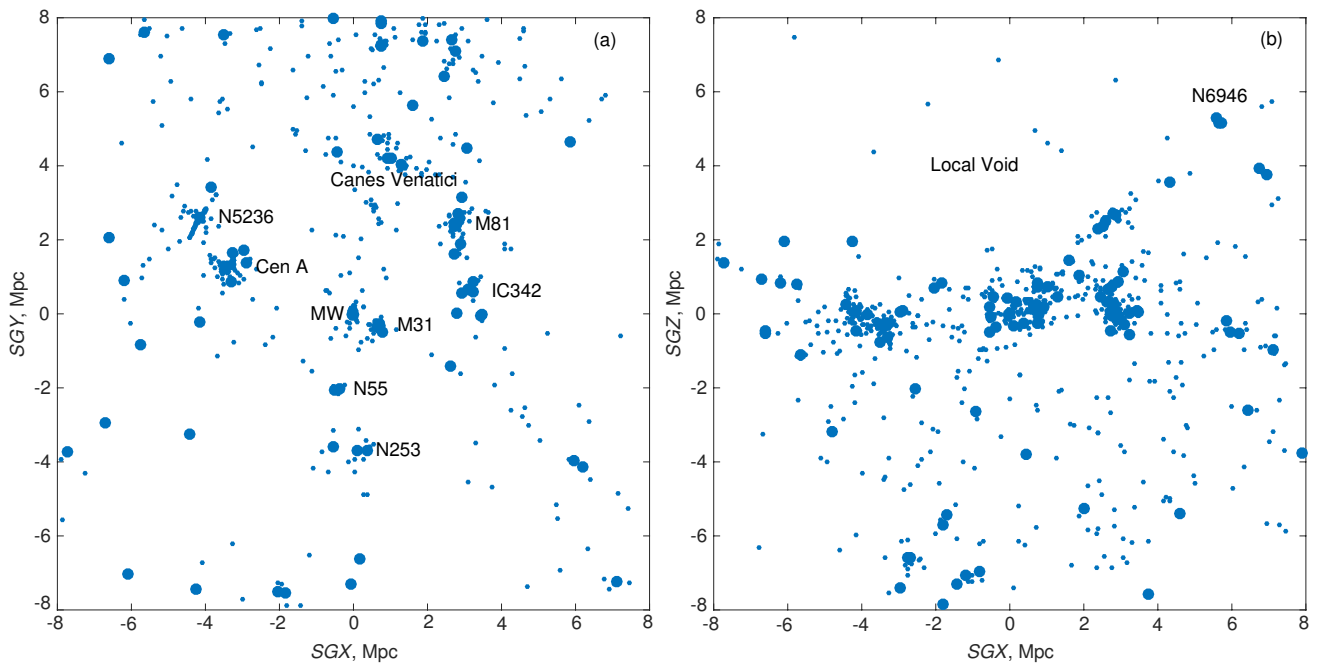 (a)
8
6
4
2
0
-2
-4
-6
-8
SGY, Mpc
Canes Venatici
N5236
M81
Cen A
IC342
MW
M31
N55
N253
-8 -6 -4 -2 0 2 4 6 8
SGX, Mpc
(b)
8
6
4
2
0
-2
-4
-6
-8
SGZ, Mpc
N6946
Local Void
-8 -6 -4 -2 0 2 4 6 8
SGX, Mpc